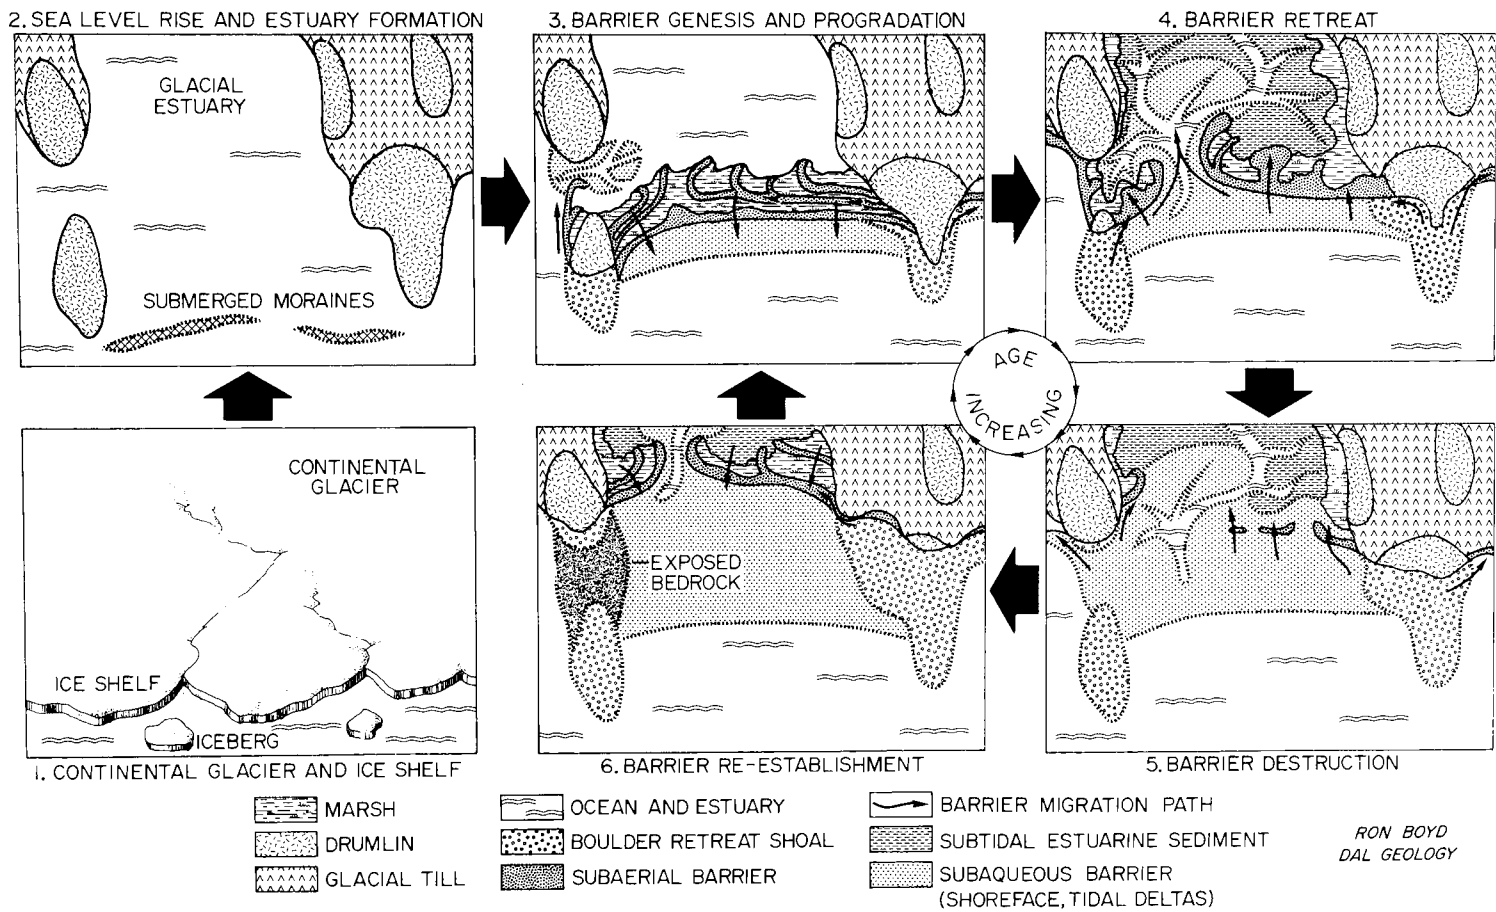 2. SEA LEVEL RISE AND ESTUARY FORMATION
GLACIAL
ESTUARY
SUBMERGED MORAINES
3. BARRIER GENESIS AND PROGRADATION
4. BARRIER RETREAT
AGE
INCREASING
CONTINENTAL
GLACIER
ICE SHELF
ICEBERG
1. CONTINENTAL GLACIER AND ICE SHELF
EXPOSED
BEDROCK
6. BARRIER RE-ESTABLISHMENT
5. BARRIER DESTRUCTION
MARSH
DRUMLIN
GLACIAL TILL
OCEAN AND ESTUARY
BOULDER RETREAT SHOAL
SUBAERIAL BARRIER
BARRIER MIGRATION PATH
SUBTIDAL ESTUARINE SEDIMENT
SUBAQUEOUS BARRIER
(SHOREFACE, TIDAL DELTAS)
RON BOYD
DAL GEOLOGY